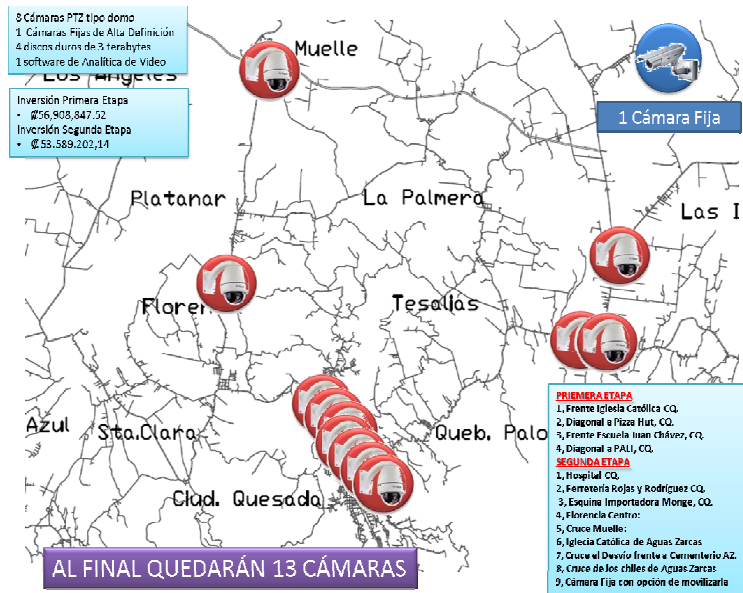 8 Cámaras PTZ tipo domo
1 Cámaras Fijas de Alta Definición
4 discos duros de 3 terabytes
1 software de Analítica de Video
Los Angeles
Inversión Primera Etapa
- ₡56,908,847.52
Inversión Segunda Etapa
• ₡53.589.202,14
Muelle
1 Cámara Fija
Platanar
La Palmera
Las I
Floren
Tesalias
Azul
Sta.Clara
Queb. Palo
Ciud. Quesada
PRIEMERA ETAPA
1, Frente Iglesia Católica CQ.
2, Diagonal a Pizza Hut, CQ.
3, Frente Escuela Juan Chávez, CQ.
4, Diagonal a PALI, CQ.
SEGUNDA ETAPA
1, Hospital CQ.
2, Ferretería Rojas y Rodríguez CQ.
3, Esquina Importadora Monge, CQ.
4, Florencia Centro:
5, Cruce Muelle:
6, Iglecia Católica de Aguas Zarcas
7, Cruce el Desvío frente a Cementerio AZ.
8, Cruce de los chiles de Aguas Zarcas
9, Cámara Fija con opción de movilizarle
AL FINAL QUEDARÁN 13 CÁMARAS